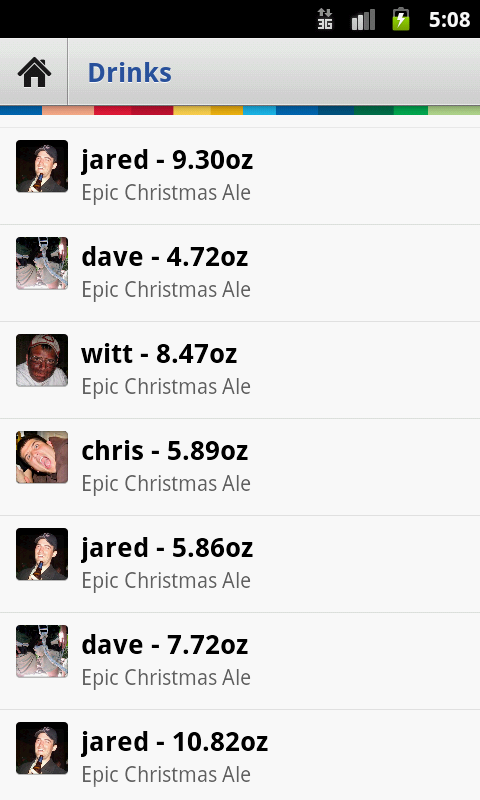 3G 5:08
Drinks
jared - 9.30oz
Epic Christmas Ale
dave - 4.72oz
Epic Christmas Ale
witt - 8.47oz
Epic Christmas Ale
chris - 5.89oz
Epic Christmas Ale
jared - 5.86oz
Epic Christmas Ale
dave - 7.72oz
Epic Christmas Ale
jared - 10.82oz
Epic Christmas Ale